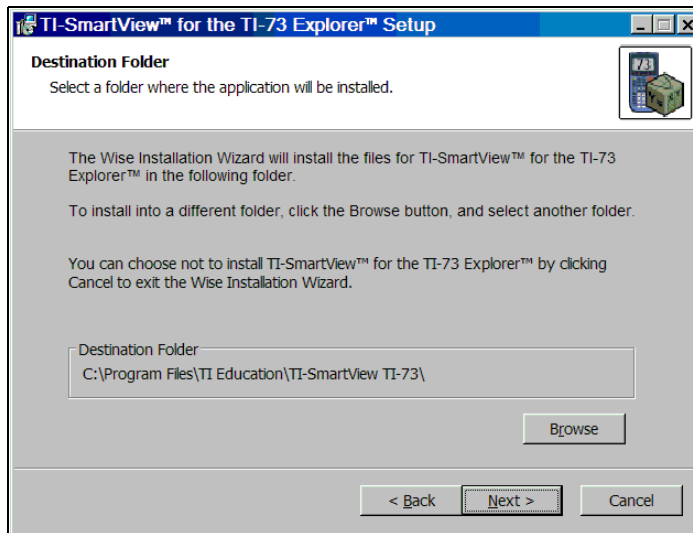 TI-SmartView™ for the TI-73 Explorer™ Setup
Destination Folder
Select a folder where the application will be installed.
73
The Wise Installation Wizard will install the files for TI-SmartView™ for the TI-73
Explorer™ in the following folder.
To install into a different folder, click the Browse button, and select another folder.
You can choose not to install TI-SmartView™ for the TI-73 Explorer™ by clicking
Cancel to exit the Wise Installation Wizard.
Destination Folder
C:\Program Files\TI Education\TI-SmartView TI-73\
Browse
< Back Next > Cancel